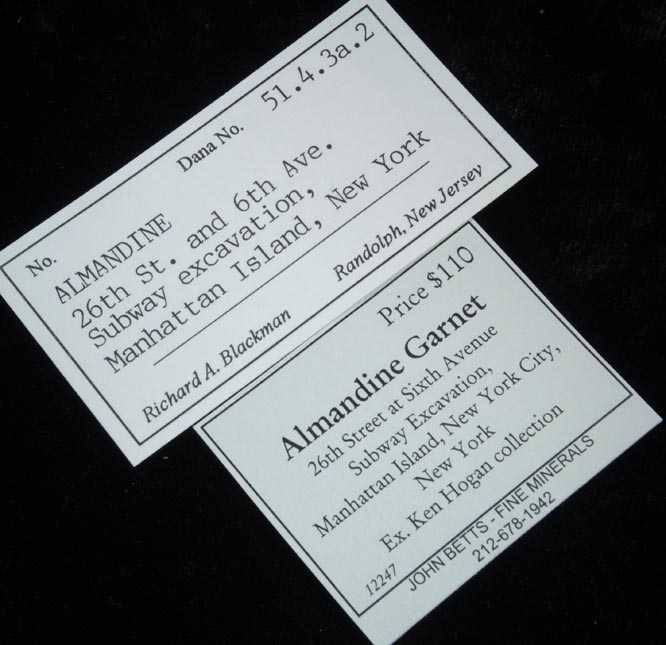 No.
Dana No. 51.4.3a.2
ALMANDINE
26th St. and 6th Ave.
Subway excavation,
Manhattan Island, New York
Richard A. Blackman
Randolph, New Jersey
Price $110
Almandine Garnet
26th Street at Sixth Avenue
Subway Excavation,
Manhattan Island, New York City,
New York
Ex. Ken Hogan collection
12247
JOHN BETTS - FINE MINERALS
212-678-1942